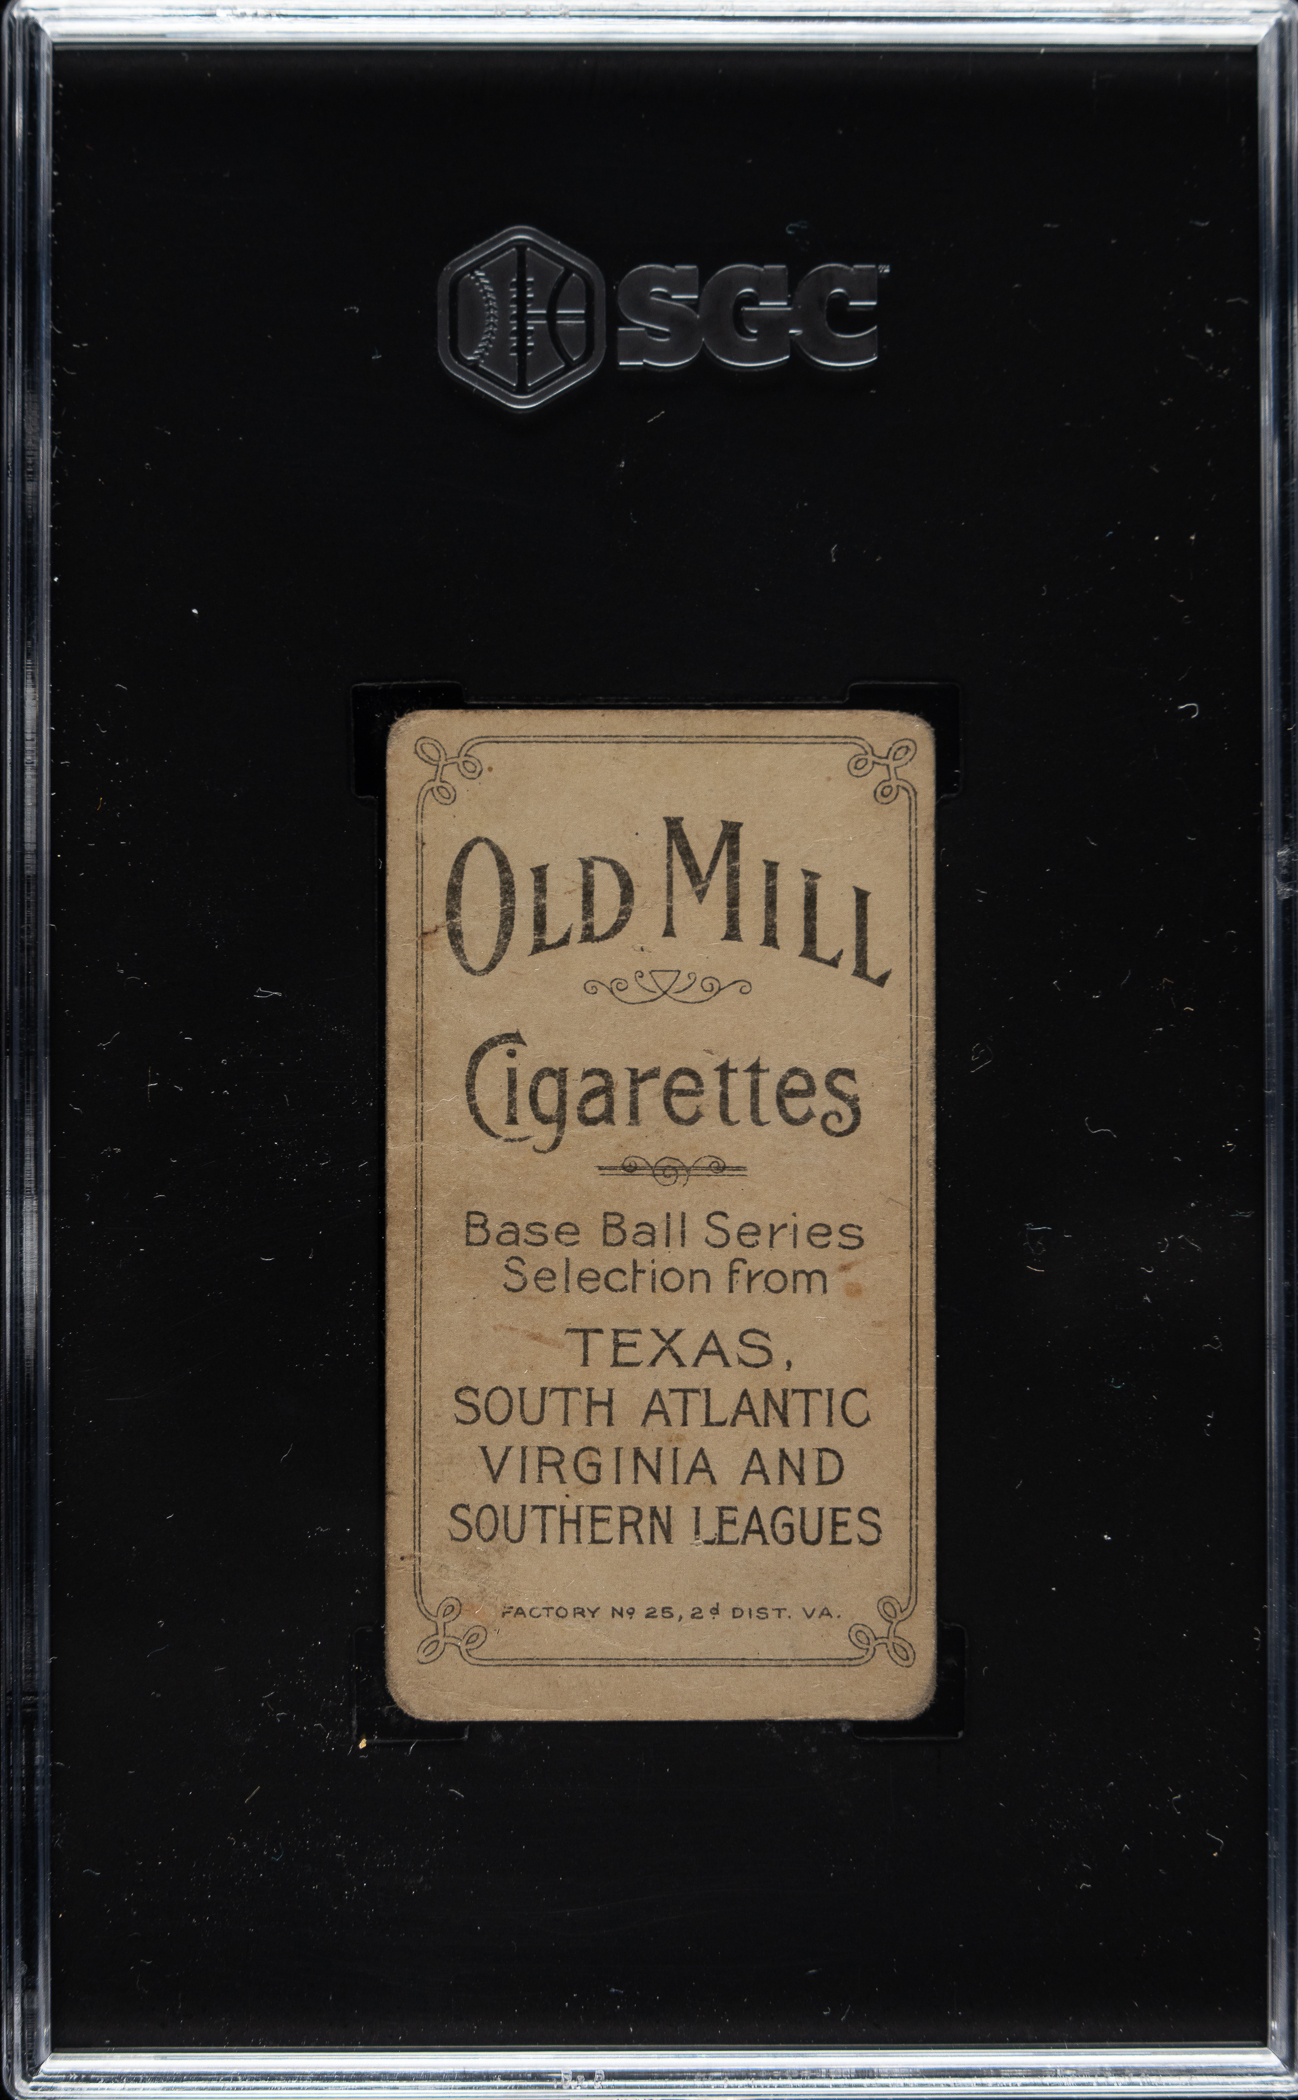 SGC™
OLD MILL
Cigarettes
Base Ball Series
Selection from
TEXAS,
SOUTH ATLANTIC
VIRGINIA AND
SOUTHERN LEAGUES
FACTORY Nº 25, 2d DIST. VA.